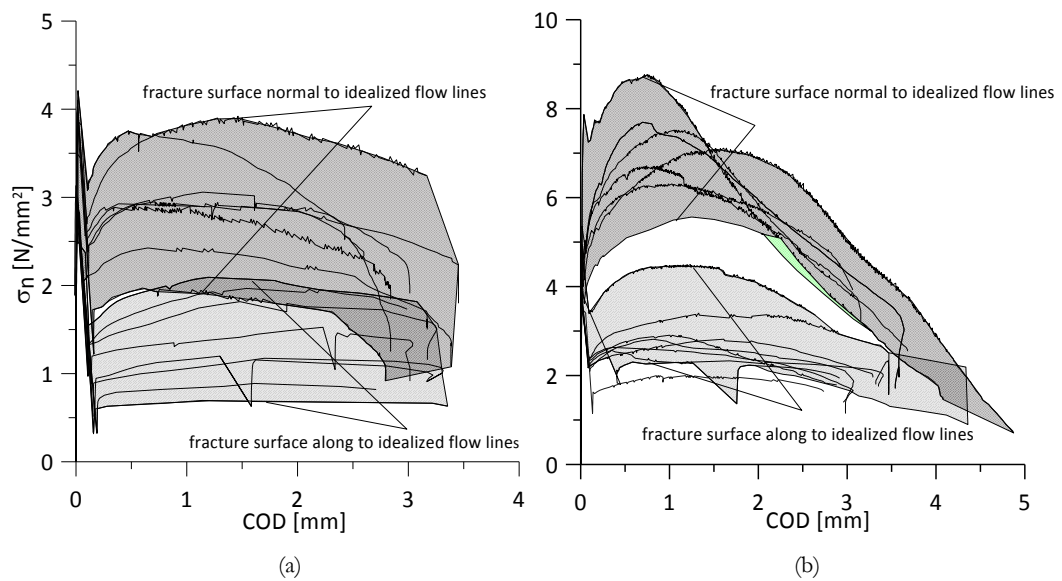 5
4
3
2
1
0
σn [N/mm²]
fracture surface normal to idealized flow lines
fracture surface along to idealized flow lines
0 1 2 3 4
COD [mm]
(a)
10
8
6
4
2
0
fracture surface normal to idealized flow lines
fracture surface along to idealized flow lines
0 1 2 3 4 5
COD [mm]
(b)